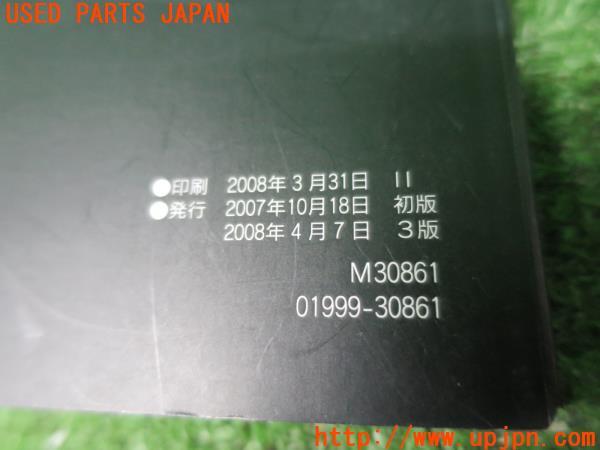 USED PARTS JAPAN
●印刷 2008年3月31日 II
●発行 2007年10月18日 初版
2008年4月7日 3版
M30861
01999-30861
http://www.upjpn.com